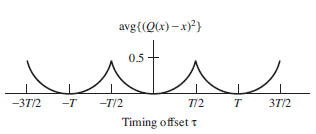 avg{(Q(x) – x)²}
0.5
–3T/2 –T –T/2 T/2 T 3T/2
Timing offset τ